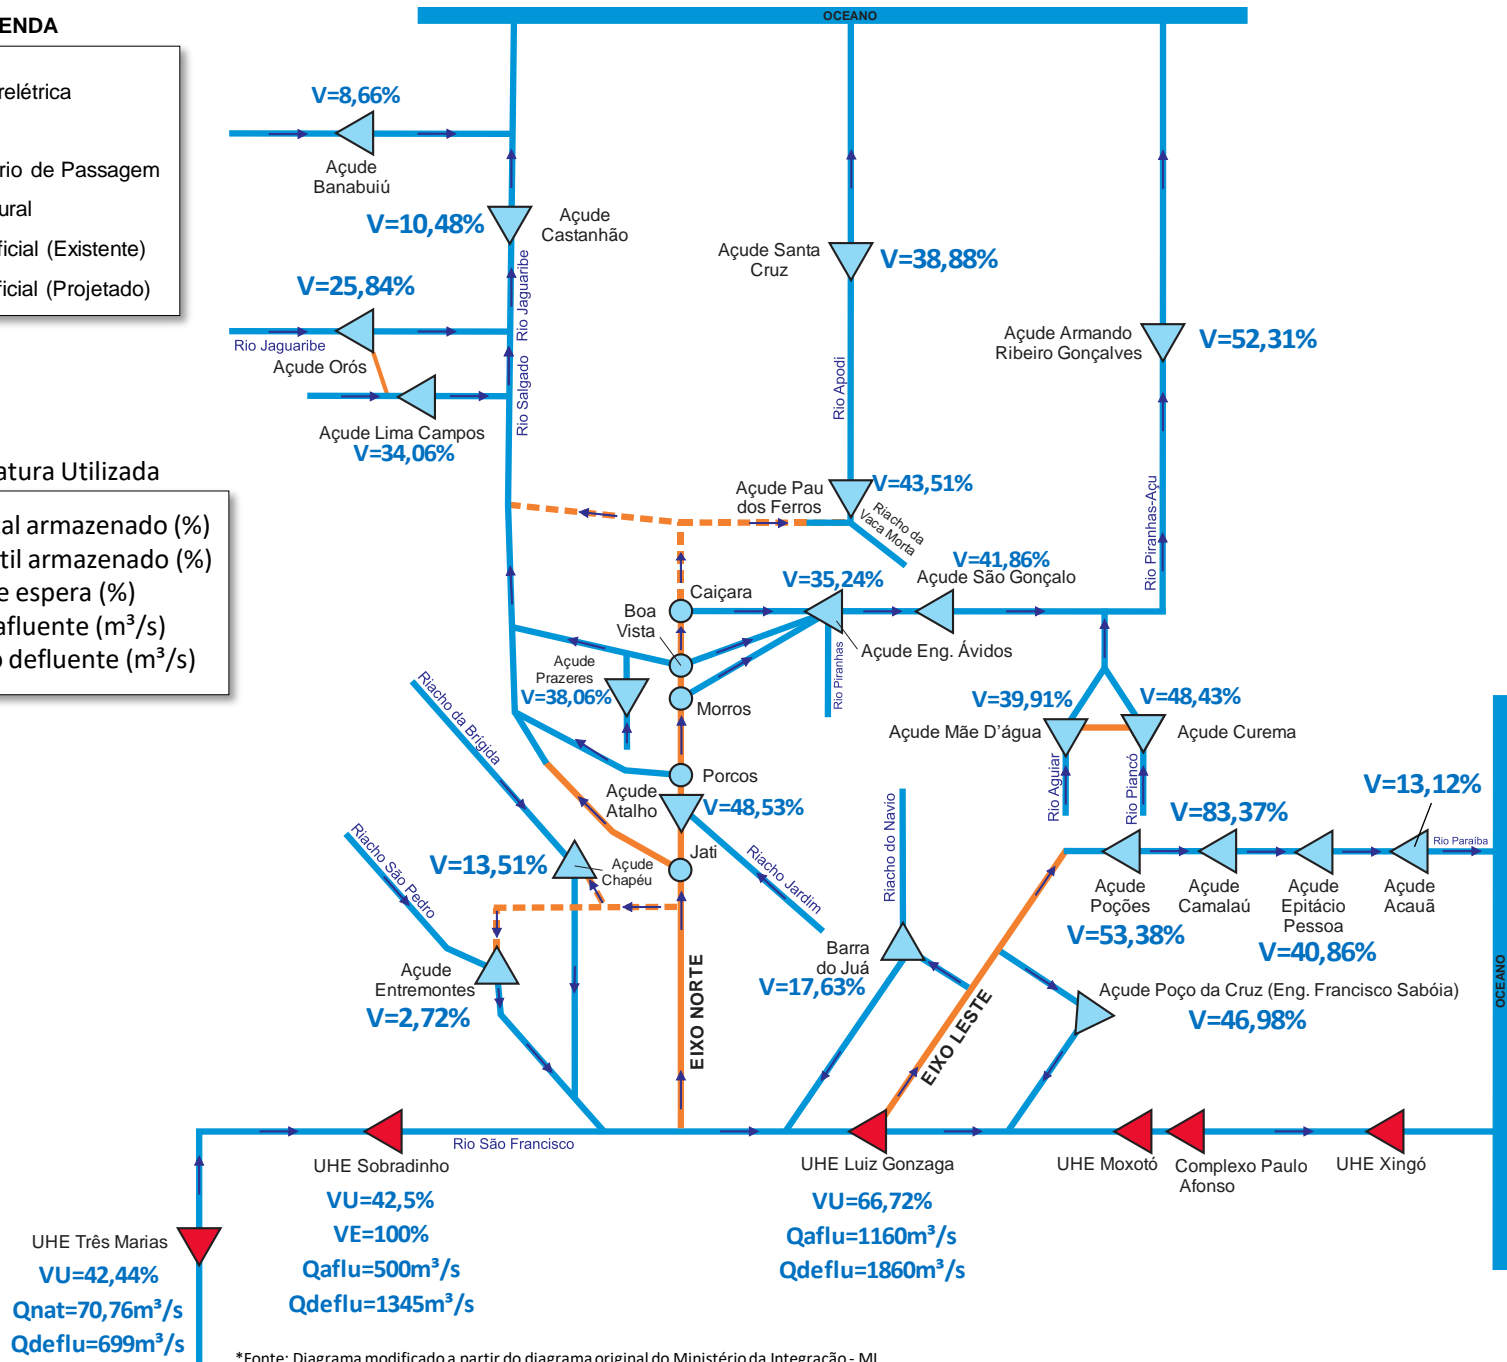 OCEANO
ENDA
relétrica
rio de Passagem
ural
ficial (Existente)
ficial (Projetado)
V=8,66%
Açude
Banabuiú
V=10,48%
Açude
Castanhão
V=25,84%
Rio Jaguaribe
Açude Orós
Rio Jaguaribe
Rio Salgado
Açude Lima Campos
V=34,06%
Açude Santa
Cruz
V=38,88%
Rio Apodi
Açude Armando
Ribeiro Gonçalves
V=52,31%
Rio Piranhas-Açu
atura Utilizada
tal armazenado (%)
til armazenado (%)
e espera (%)
afluente (m³/s)
o defluente (m³/s)
Açude Pau
dos Ferros
V=43,51%
Riacho da
Vaca Morta
V=41,86%
Açude São Gonçalo
V=35,24%
Caiçara
Boa
Vista
Açude Eng. Ávidos
Rio Piranhas
Açude
Prazeres
V=38,06%
Morros
Riacho da Brígida
V=39,91%
Açude Mãe D'água
V=48,43%
Açude Curema
Rio Aguiar
Rio Piancó
Porcos
Açude
Atalho
V=48,53%
Jati
Riacho Jardim
Riacho do Navio
V=13,51%
Açude
Chapéu
Riacho São Pedro
V=83,37%
V=13,12%
Rio Paraíba
Açude
Poções
V=53,38%
Açude
Camalaú
Açude
Epitácio
Pessoa
V=40,86%
Açude
Acauã
Açude
Entremontes
V=2,72%
EIXO NORTE
Barra
do Juá
V=17,63%
EIXO LESTE
Açude Poço da Cruz (Eng. Francisco Sabóia)
V=46,98%
OCEANO
Rio São Francisco
UHE Sobradinho
VU=42,5%
VE=100%
Qaflu=500m³/s
Qdeflu=1345m³/s
UHE Luiz Gonzaga
VU=66,72%
Qaflu=1160m³/s
Qdeflu=1860m³/s
UHE Moxotó
Complexo Paulo
Afonso
UHE Xingó
UHE Três Marias
VU=42,44%
Qnat=70,76m³/s
Qdeflu=699m³/s
*Fonte: Diagrama modificado a partir do diagrama original do Ministério da Integração - MI